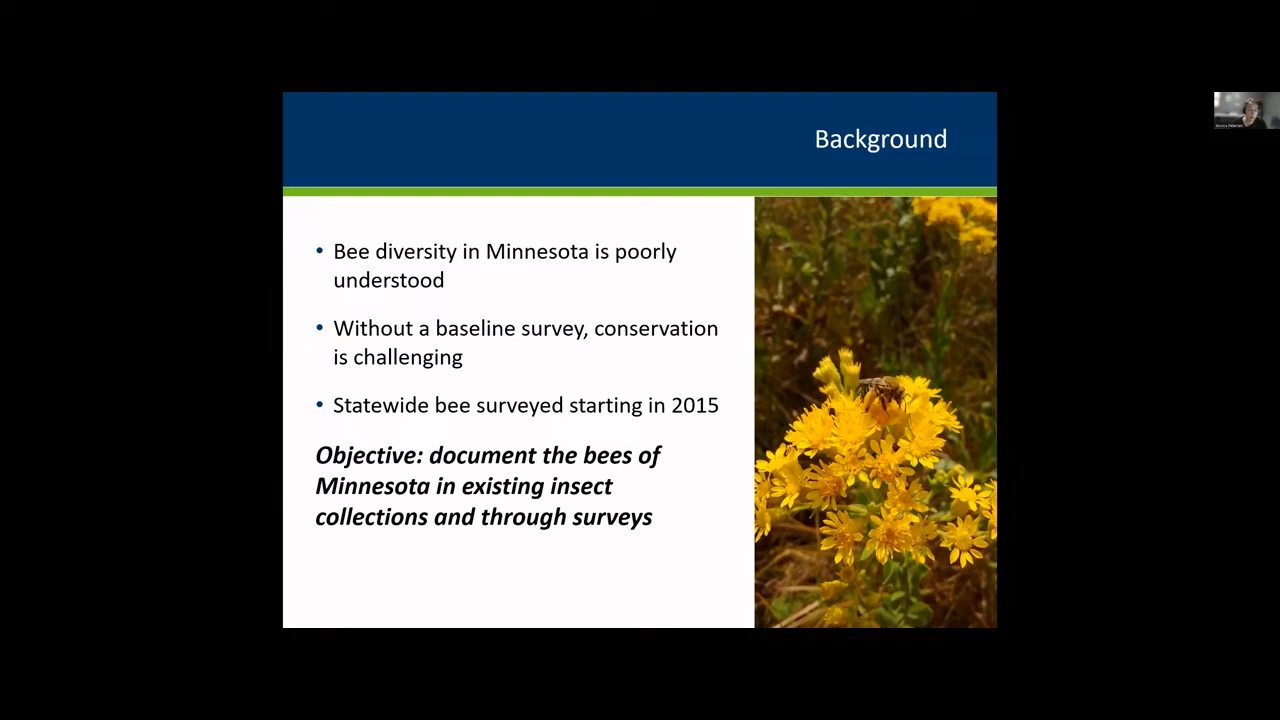 Background
• Bee diversity in Minnesota is poorly
understood
• Without a baseline survey, conservation
is challenging
• Statewide bee surveyed starting in 2015
Objective: document the bees of
Minnesota in existing insect
collections and through surveys